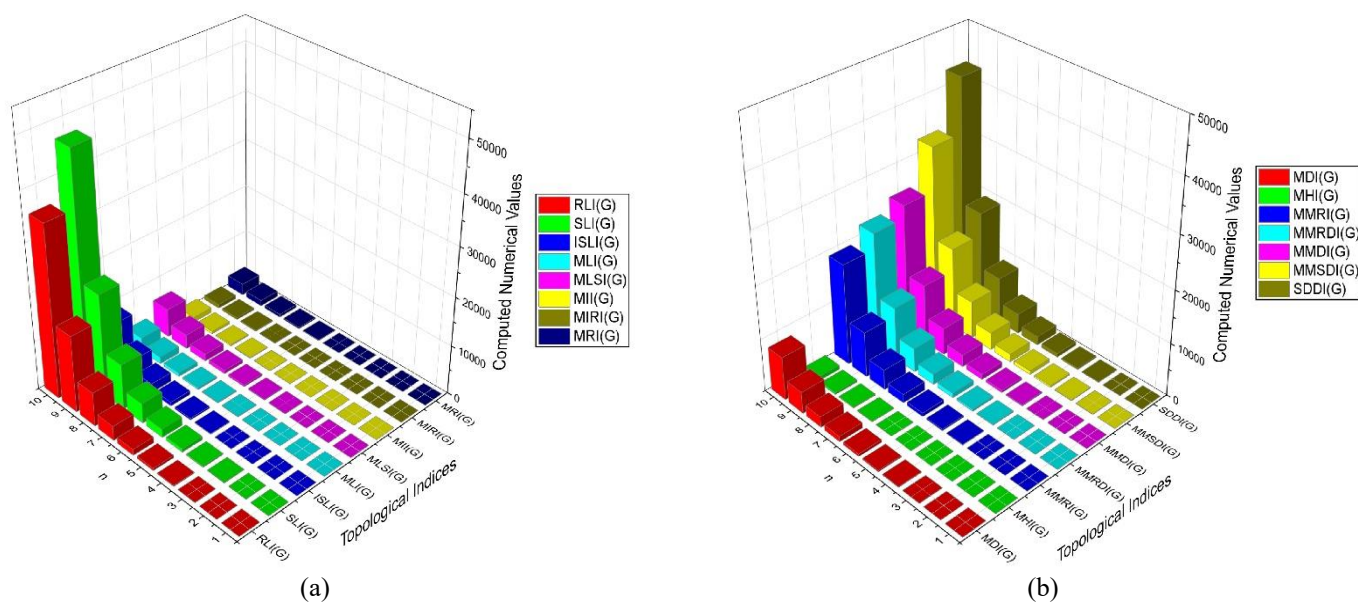 50000
40000
30000
20000
10000
0
Computed Numerical Values
10
9
8
7
6
5
4
3
2
1
n
RLI(G)
SLI(G)
ISLI(G)
MLI(G)
MLSI(G)
MII(G)
MIRI(G)
MRI(G)
Topological Indices
RLI(G)
SLI(G)
ISLI(G)
MLI(G)
MLSI(G)
MII(G)
MIRI(G)
MRI(G)
(a)
50000
40000
30000
20000
10000
0
Computed Numerical Values
10
9
8
7
6
5
4
3
2
1
n
MDI(G)
MHI(G)
MMRI(G)
MMRDI(G)
MMDI(G)
MMSDI(G)
SDDI(G)
Topological Indices
MDI(G)
MHI(G)
MMRI(G)
MMRDI(G)
MMDI(G)
MMSDI(G)
SDDI(G)
(b)